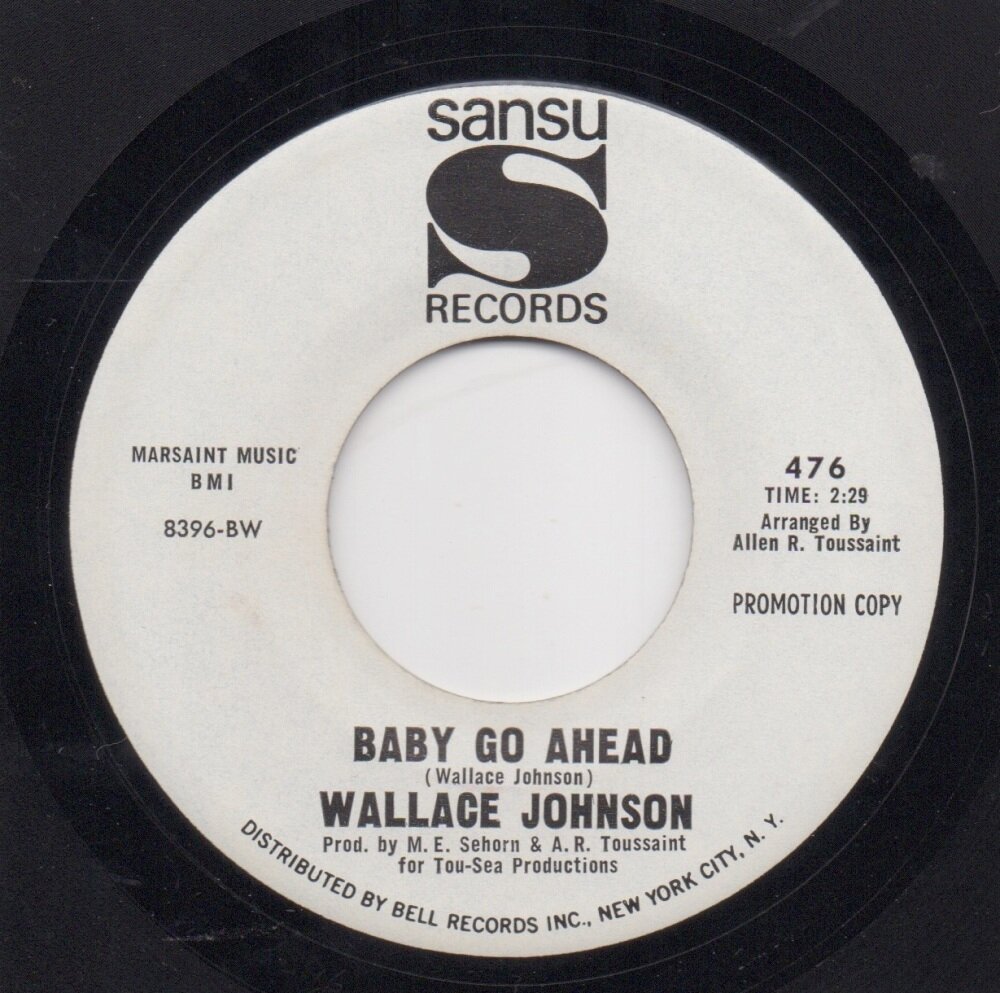 sansu
S
RECORDS
MARSAINT MUSIC
BMI
8396-BW
476
TIME: 2:29
Arranged By
Allen R. Toussaint
PROMOTION COPY
BABY GO AHEAD
(Wallace Johnson)
WALLACE JOHNSON
Prod. by M. E. Sehorn & A. R. Toussaint
for Tou-Sea Productions
DISTRIBUTED BY BELL RECORDS INC., NEW YORK CITY, N. Y.